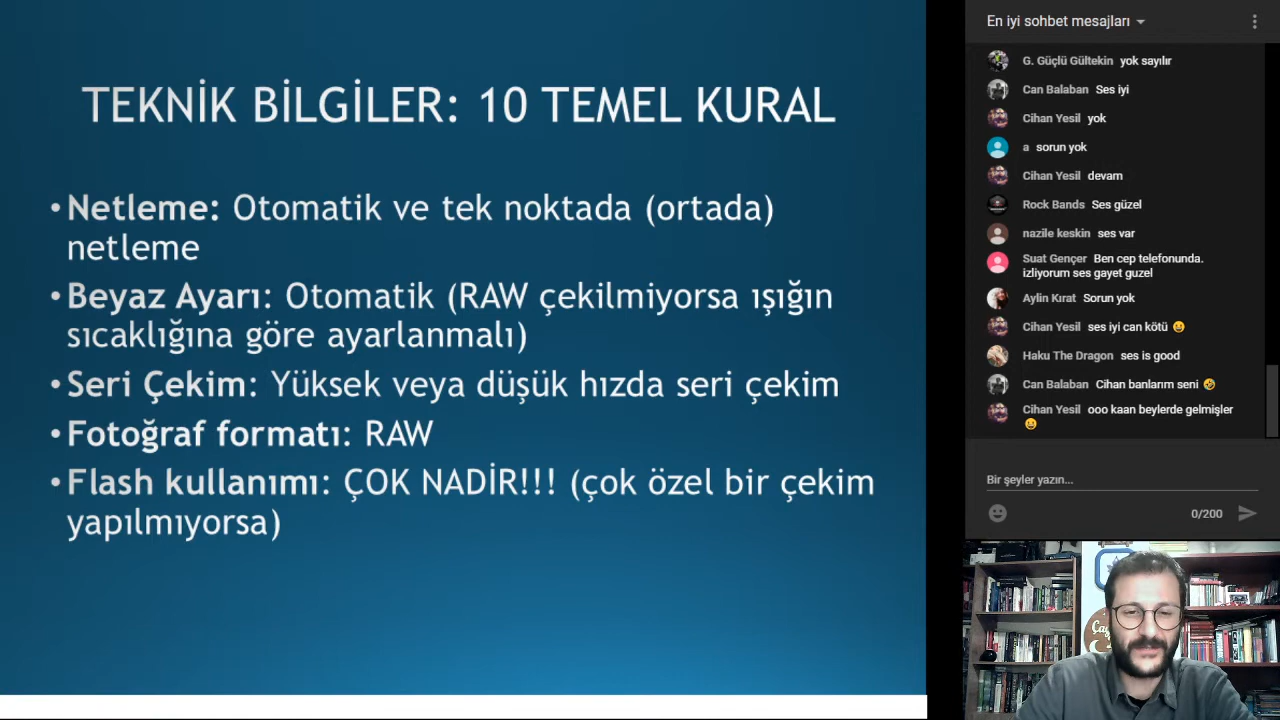 TEKNİK BİLGİLER: 10 TEMEL KURAL
•Netleme: Otomatik ve tek noktada (ortada)
netleme
•Beyaz Ayarı: Otomatik (RAW çekilmiyorsa ışığın
sıcaklığına göre ayarlanmalı)
•Seri Çekim: Yüksek veya düşük hızda seri çekim
•Fotoğraf formatı: RAW
•Flash kullanımı: ÇOK NADİR!!! (çok özel bir çekim
yapılmıyorsa)
En iyi sohbet mesajları
G. Güçlü Gültekin yok sayılır
Can Balaban Ses iyi
Cihan Yesil yok
a sorun yok
Cihan Yesil devam
Rock Bands Ses güzel
nazile keskin ses var
Suat Gençer Ben cep telefonunda.
izliyorum ses gayet guzel
Aylin Kırat Sorun yok
Cihan Yesil ses iyi can kötü 😃
Haku The Dragon ses is good
Can Balaban Cihan banlarım seni 🤣
Cihan Yesil ooo kaan beylerde gelmişler
😃
Bir şeyler yazın...
0/200